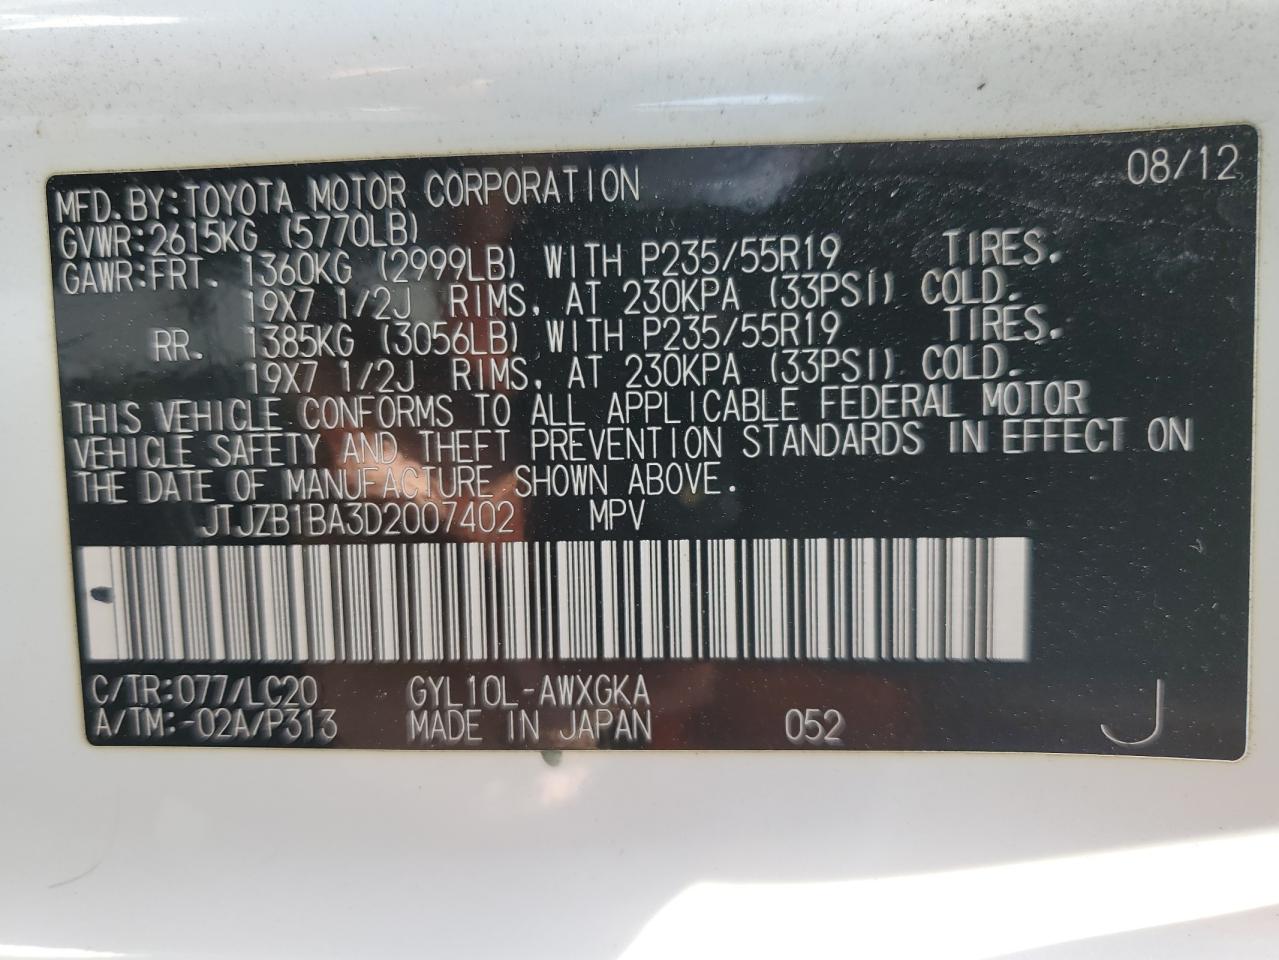 08/12
MFD.BY:TOYOTA MOTOR CORPORATION
GVWR:2615KG (5770LB)
GAWR:FRT. 1360KG (2999LB) WITH P235/55R19 TIRES.
19X7 1/2J RIMS, AT 230KPA (33PSI) COLD.
RR. 1385KG (3056LB) WITH P235/55R19 TIRES.
19X7 1/2J RIMS, AT 230KPA (33PSI) COLD.
THIS VEHICLE CONFORMS TO ALL APPLICABLE FEDERAL MOTOR
VEHICLE SAFETY AND THEFT PREVENTION STANDARDS IN EFFECT ON
THE DATE OF MANUFACTURE SHOWN ABOVE.
JTJZB1BA3D2007402 MPV
C/TR:077/LC20 GYL10L-AWXGKA
A/TM:-02A/P313 MADE IN JAPAN 052 J